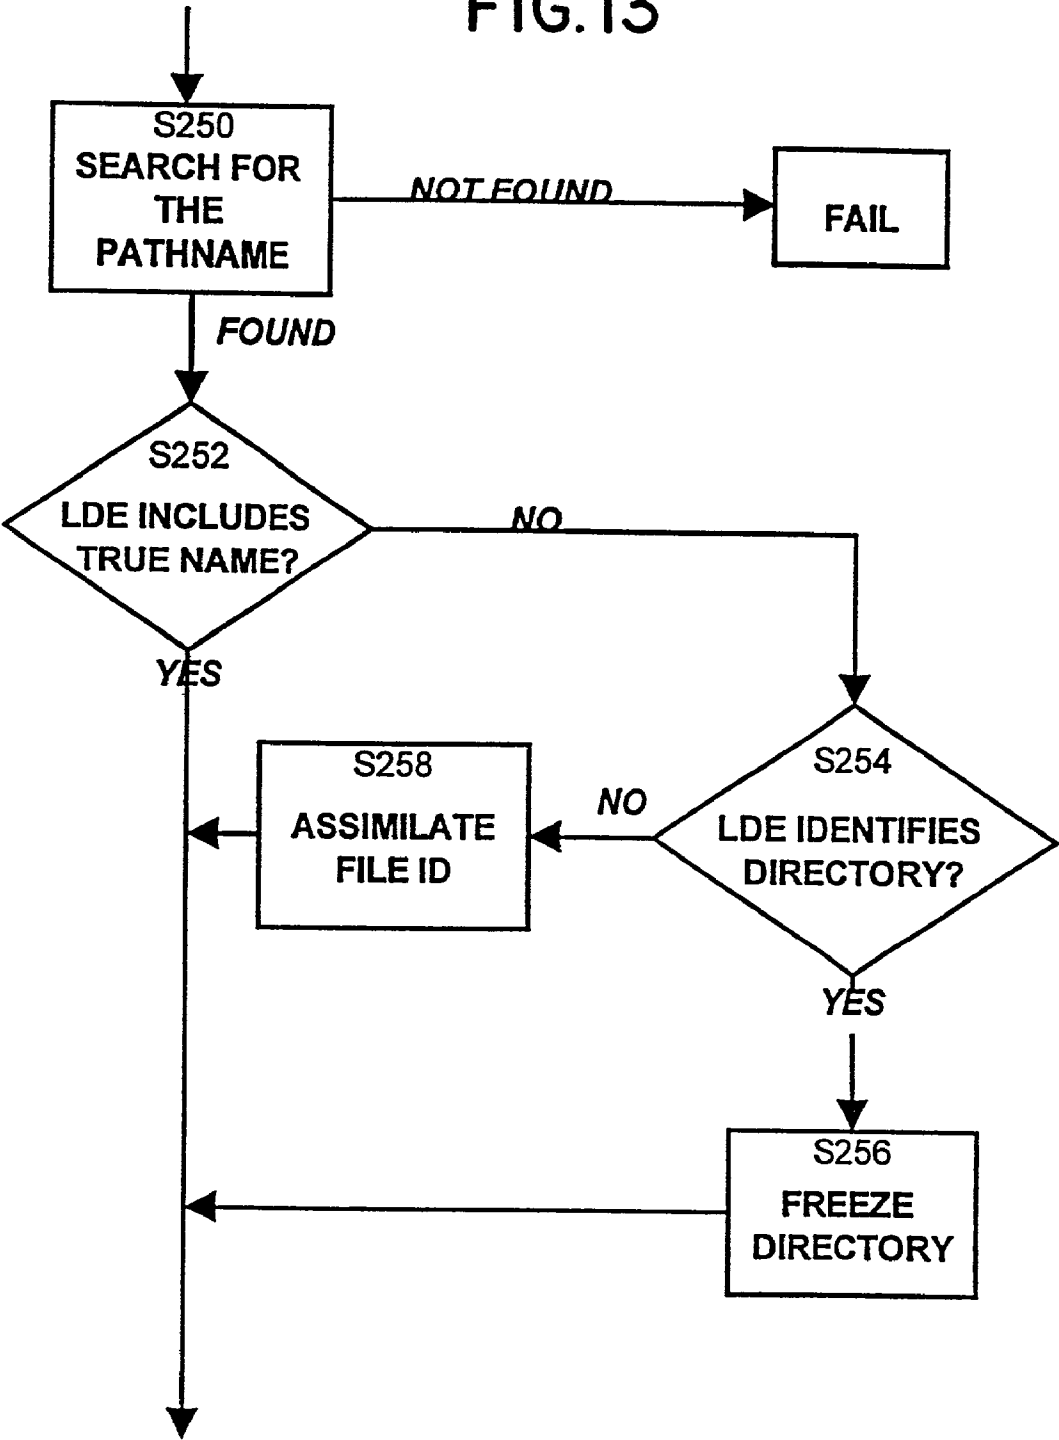 FIG. 13
S250
SEARCH FOR
THE
PATHNAME
NOT FOUND
FAIL
FOUND
S252
LDE INCLUDES
TRUE NAME?
NO
YES
S254
LDE IDENTIFIES
DIRECTORY?
NO
S258
ASSIMILATE
FILE ID
YES
S256
FREEZE
DIRECTORY